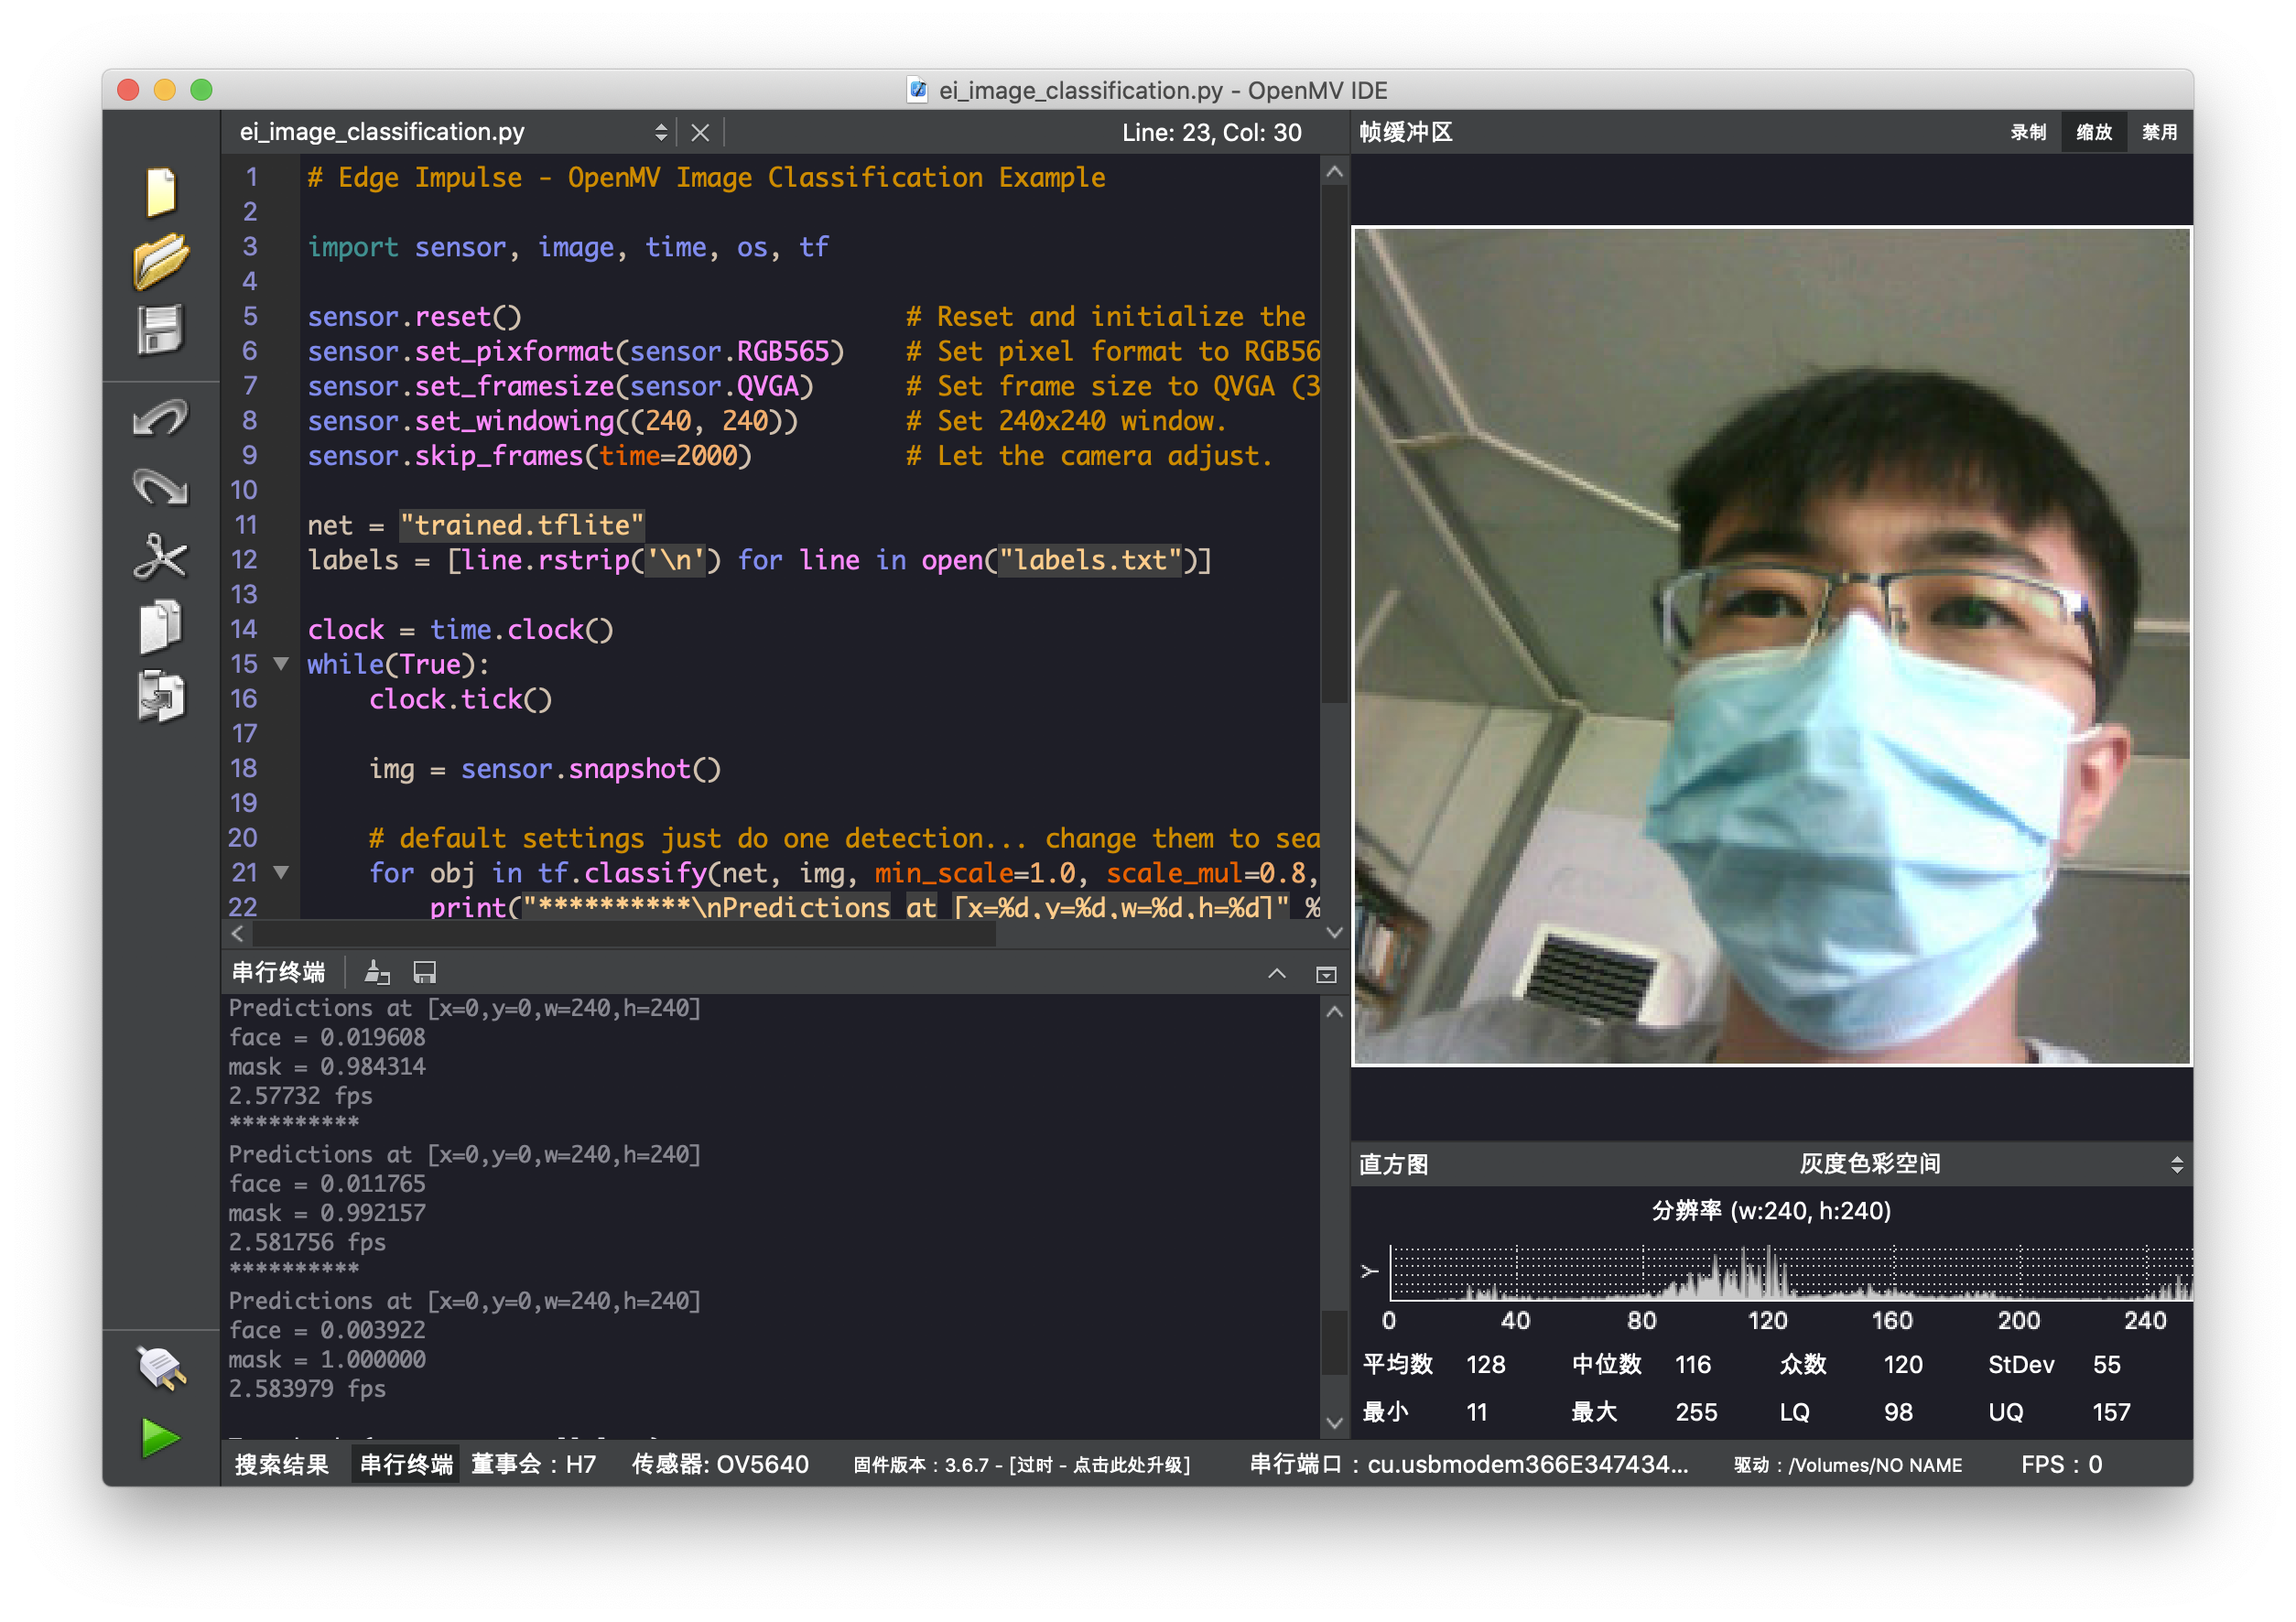 ei_image_classification.py - OpenMV IDE
ei_image_classification.py
Line: 23, Col: 30
1 # Edge Impulse - OpenMV Image Classification Example
2
3 import sensor, image, time, os, tf
4
5 sensor.reset() # Reset and initialize the
6 sensor.set_pixformat(sensor.RGB565) # Set pixel format to RGB56
7 sensor.set_framesize(sensor.QVGA) # Set frame size to QVGA (3
8 sensor.set_windowing((240, 240)) # Set 240x240 window.
9 sensor.skip_frames(time=2000) # Let the camera adjust.
10
11 net = "trained.tflite"
12 labels = [line.rstrip('\n') for line in open("labels.txt")]
13
14 clock = time.clock()
15 while(True):
16 clock.tick()
17
18 img = sensor.snapshot()
19
20 # default settings just do one detection... change them to sea
21 for obj in tf.classify(net, img, min_scale=1.0, scale_mul=0.8,
22 print("**********\nPredictions at [x=%d,y=%d,w=%d,h=%d]" %
串行终端
Predictions at [x=0,y=0,w=240,h=240]
face = 0.019608
mask = 0.984314
2.57732 fps
**********
Predictions at [x=0,y=0,w=240,h=240]
face = 0.011765
mask = 0.992157
2.581756 fps
**********
Predictions at [x=0,y=0,w=240,h=240]
face = 0.003922
mask = 1.000000
2.583979 fps
帧缓冲区 录制 缩放 禁用
直方图 灰度色彩空间
分辨率 (w:240, h:240)
Y
0 40 80 120 160 200 240
平均数 128 中位数 116 众数 120 StDev 55
最小 11 最大 255 LQ 98 UQ 157
搜索结果 串行终端 董事会：H7 传感器: OV5640 固件版本：3.6.7 - [过时 - 点击此处升级] 串行端口：cu.usbmodem366E347434... 驱动：/Volumes/NO NAME FPS：0